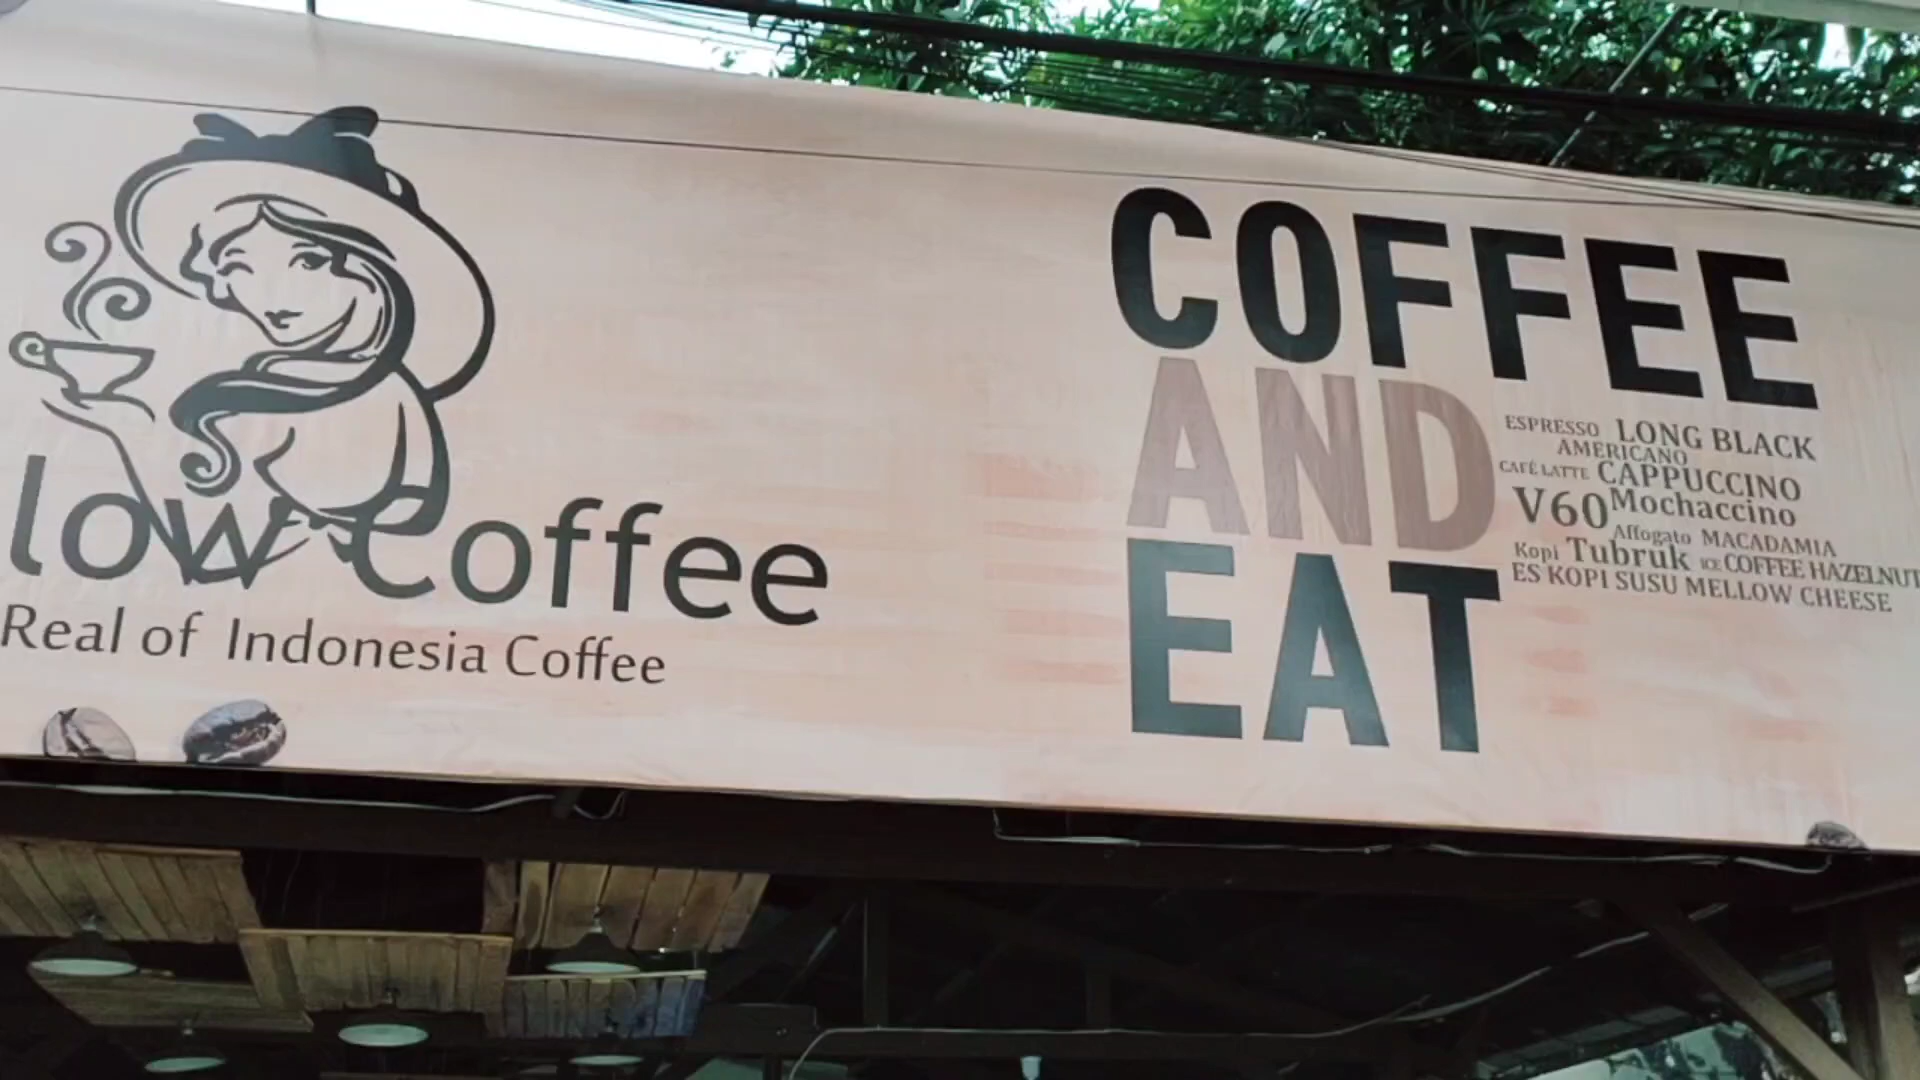 low Coffee
Real of Indonesia Coffee
COFFEE
AND
EAT
ESPRESSO LONG BLACK
AMERICANO
CAFÉ LATTE CAPPUCCINO
V60 Mochaccino
Affogato MACADAMIA
Kopi Tubruk ICE COFFEE HAZELNUT
ES KOPI SUSU MELLOW CHEESE